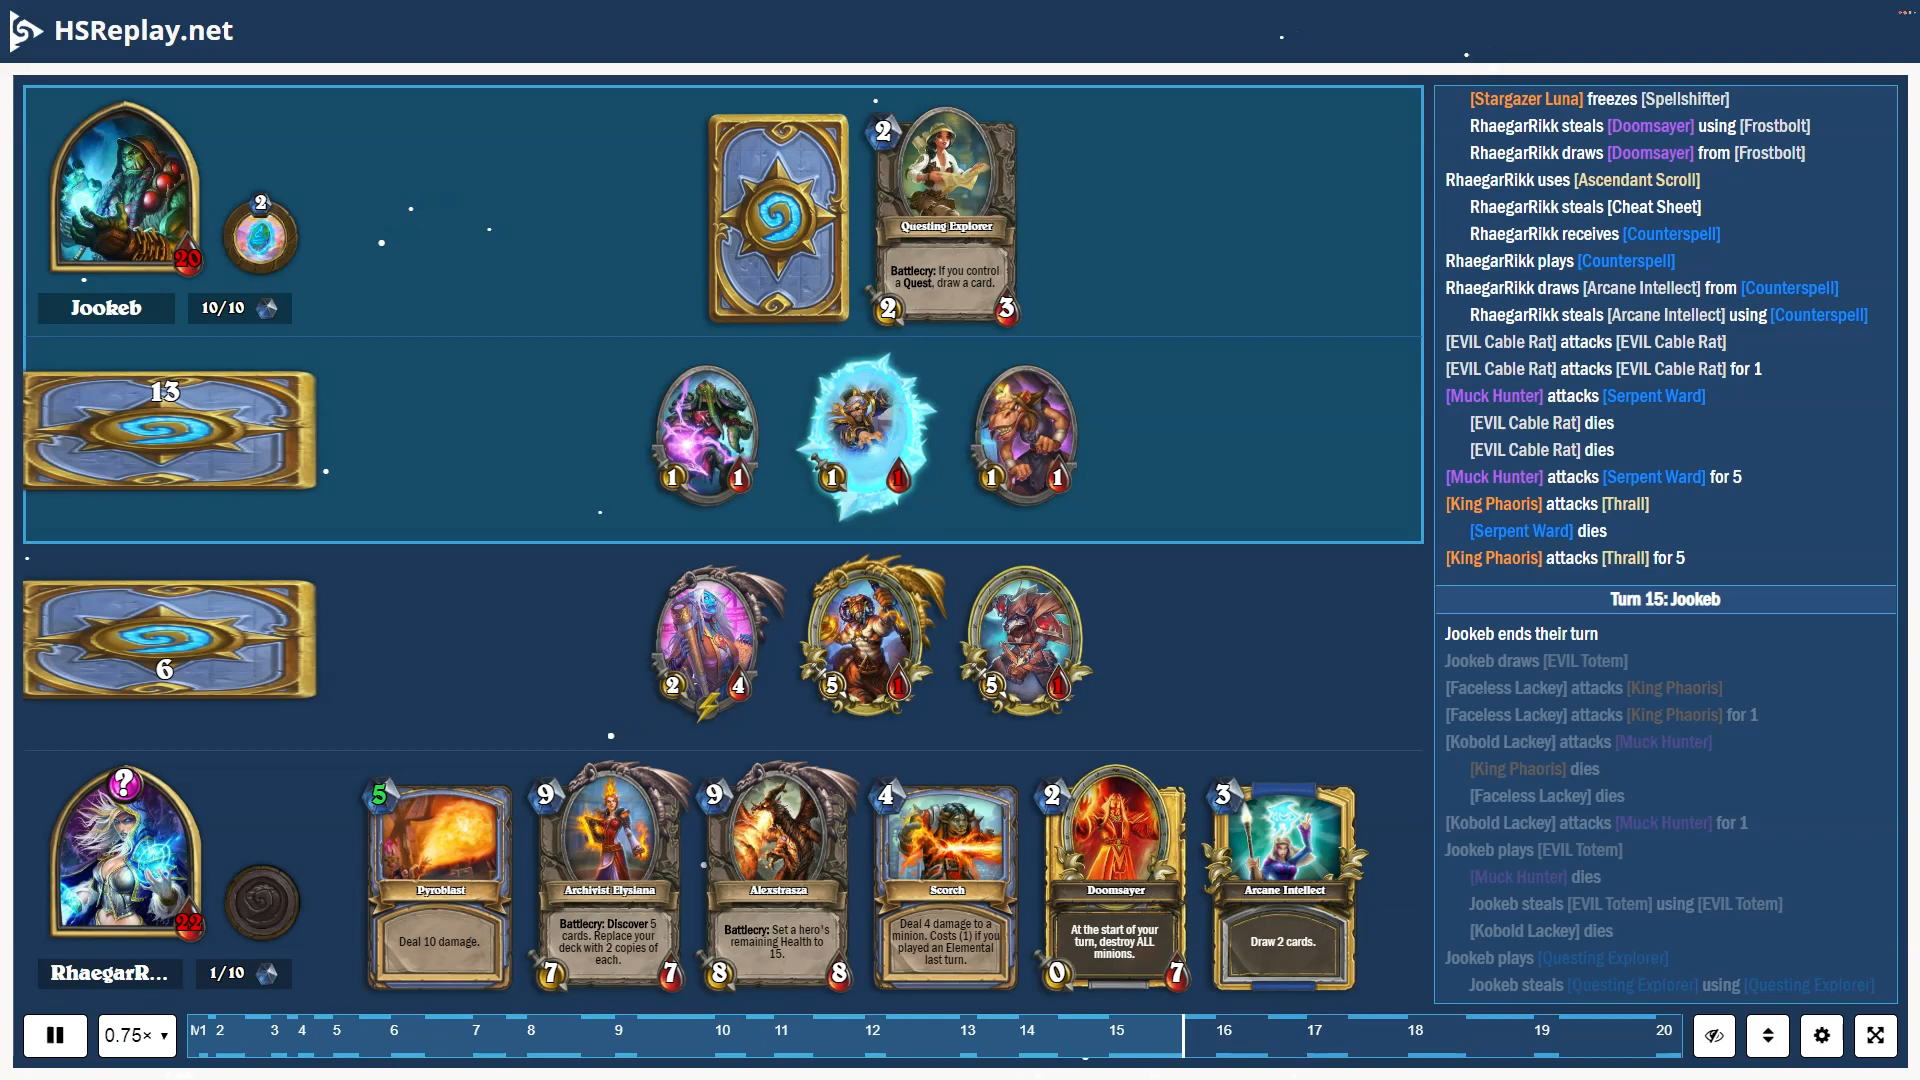 HSReplay.net
20
2
Jookeb
10/10
2
Questing Explorer
Battlecry: If you control
a Quest, draw a card.
2
3
13
1
1
1
1
1
1
6
2
4
5
1
5
1
?
22
RhaegarR...
1/10
5
Pyroblast
Deal 10 damage.
9
Archivist Elysiana
Battlecry: Discover 5
cards. Replace your
deck with 2 copies of
each.
7
7
9
Alexstrasza
Battlecry: Set a hero's
remaining Health to
15.
8
8
4
Scorch
Deal 4 damage to a
minion. Costs (1) if you
played an Elemental
last turn.
2
Doomsayer
At the start of your
turn, destroy ALL
minions.
0
7
3
Arcane Intellect
Draw 2 cards.
[Stargazer Luna] freezes [Spellshifter]
RhaegarRikk steals [Doomsayer] using [Frostbolt]
RhaegarRikk draws [Doomsayer] from [Frostbolt]
RhaegarRikk uses [Ascendant Scroll]
RhaegarRikk steals [Cheat Sheet]
RhaegarRikk receives [Counterspell]
RhaegarRikk plays [Counterspell]
RhaegarRikk draws [Arcane Intellect] from [Counterspell]
RhaegarRikk steals [Arcane Intellect] using [Counterspell]
[EVIL Cable Rat] attacks [EVIL Cable Rat]
[EVIL Cable Rat] attacks [EVIL Cable Rat] for 1
[Muck Hunter] attacks [Serpent Ward]
[EVIL Cable Rat] dies
[EVIL Cable Rat] dies
[Muck Hunter] attacks [Serpent Ward] for 5
[King Phaoris] attacks [Thrall]
[Serpent Ward] dies
[King Phaoris] attacks [Thrall] for 5
Turn 15: Jookeb
Jookeb ends their turn
Jookeb draws [EVIL Totem]
[Faceless Lackey] attacks [King Phaoris]
[Faceless Lackey] attacks [King Phaoris] for 1
[Kobold Lackey] attacks [Muck Hunter]
[King Phaoris] dies
[Faceless Lackey] dies
[Kobold Lackey] attacks [Muck Hunter] for 1
Jookeb plays [EVIL Totem]
[Muck Hunter] dies
Jookeb steals [EVIL Totem] using [EVIL Totem]
[Kobold Lackey] dies
Jookeb plays [Questing Explorer]
Jookeb steals [Questing Explorer] using [Questing Explorer]
0.75× ▾
M1 2 3 4 5 6 7 8 9 10 11 12 13 14 15 16 17 18 19 20